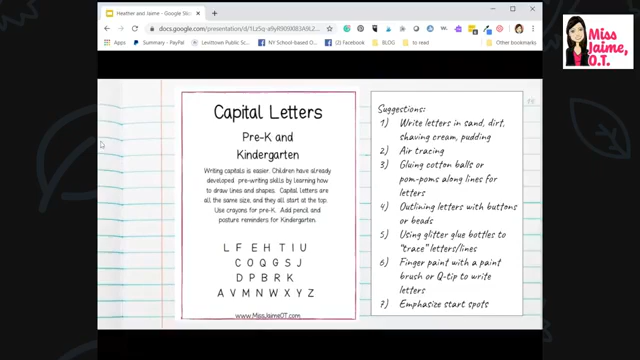 Heather and Jaime - Google Slid
docs.google.com/presentation/d/1Lz5q-a9yR909083A9L2...
Apps
Summary - PayPal
Levittown Public Sc
NY School-based O
(2) Facebook
BLOG
to read
Other bookmarks
Miss
Jaime,
O.T.
Capital Letters
Pre-K and
Kindergarten
Writing capitals is easier. Children have already
developed pre-writing skills by learning how
to draw lines and shapes. Capital letters are
all the same size, and they all start at the top.
Use crayons for pre-K. Add pencil and
posture reminders for Kindergarten.
L F E H T I U
C O Q G S J
D P B R K
A V M N W X Y Z
www.MissJaimeOT.com
Suggestions:
1) Write letters in sand, dirt,
shaving cream, pudding
2) Air tracing
3) Gluing cotton balls or
pom-poms along lines for
letters
4) Outlining letters with buttons
or beads
5) Using glitter glue bottles to
"trace" letters/lines
6) Finger paint with a paint
brush or Q-tip to write
letters
7) Emphasize start spots